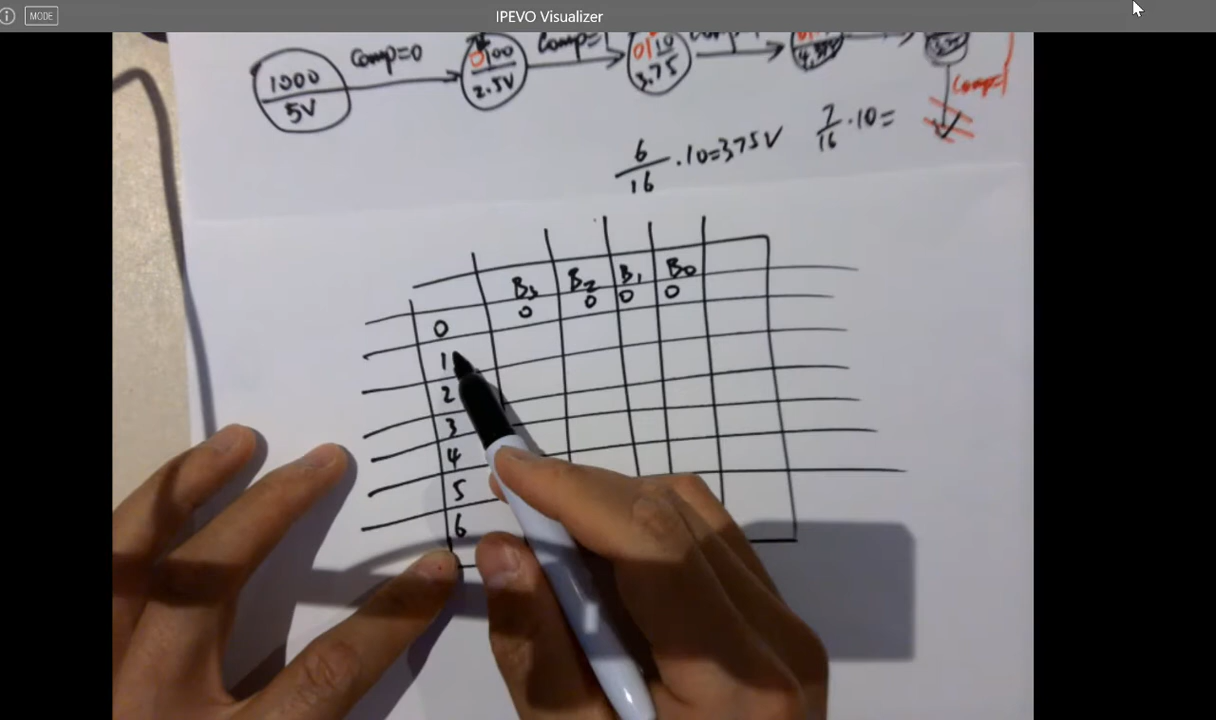 MODE
IPEVO Visualizer
1000
5V
Comp=0
0100
2.5V
Comp=1
0110
3.75
Comp=1
6/16 · 10 = 3.75V
7/16 · 10 =
B3 B2 B1 B0
0 0 0 0 0
1
2
3
4
5
6